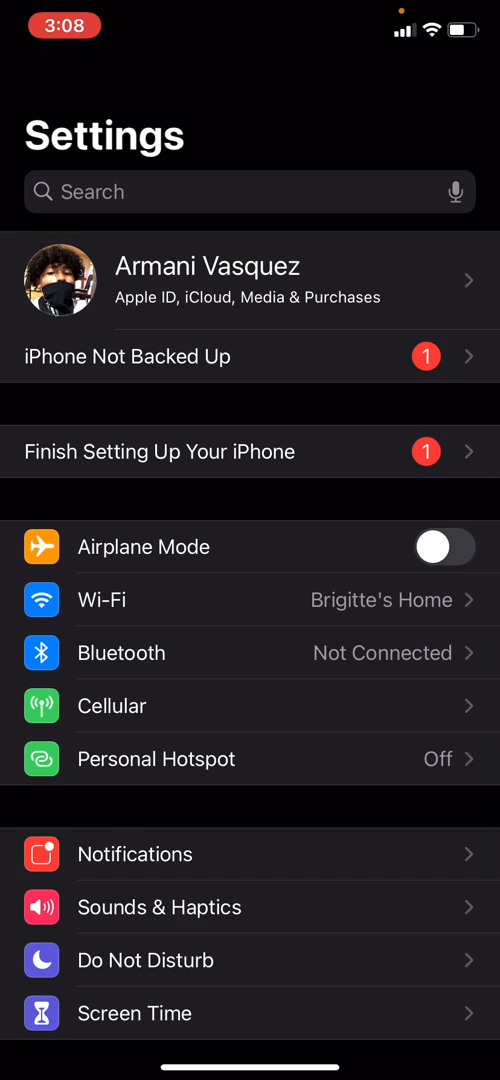 3:08
Settings
Search
Armani Vasquez
Apple ID, iCloud, Media & Purchases
iPhone Not Backed Up 1
Finish Setting Up Your iPhone 1
Airplane Mode
Wi-Fi Brigitte's Home
Bluetooth Not Connected
Cellular
Personal Hotspot Off
Notifications
Sounds & Haptics
Do Not Disturb
Screen Time